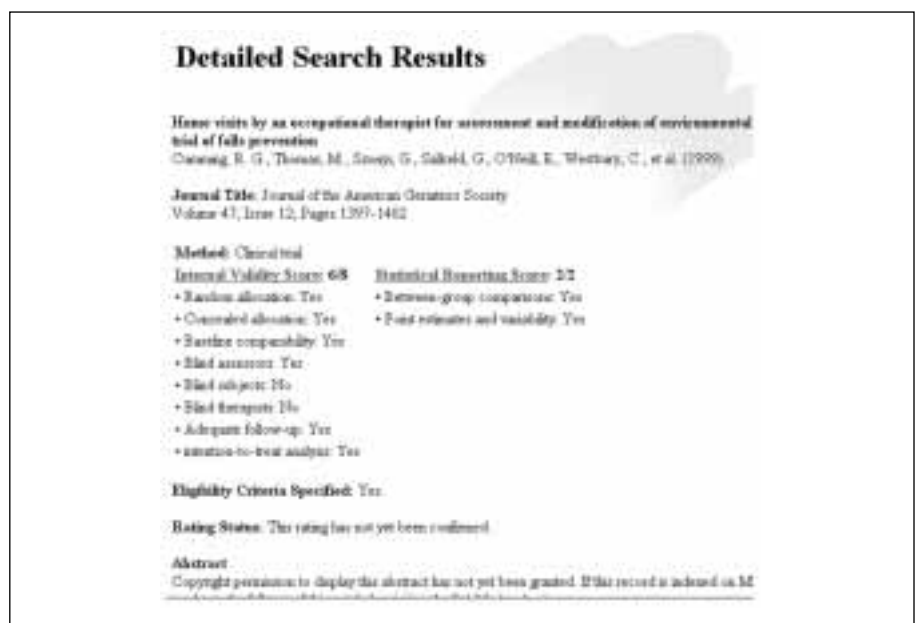 Detailed Search Results
Home visits by an occupational therapist for assessment and modification of environmental
trial of falls prevention
Cumming, R. G., Thomas, M., Szonyi, G., Salkeld, G., O'Neill, E., Westbury, C., et al. (1999)
Journal Title: Journal of the American Geriatrics Society
Volume 47, Issue 12, Pages 1397-1402
Method: Clinical trial
Internal Validity Score: 6/8 Statistical Reporting Score: 2/2
• Random allocation: Yes • Between-group comparisons: Yes
• Concealed allocation: Yes • Point estimates and variability: Yes
• Baseline comparability: Yes
• Blind assessors: Yes
• Blind subjects: No
• Blind therapists: No
• Adequate follow-up: Yes
• intention-to-treat analysis: Yes
Eligibility Criteria Specified: Yes
Rating Status: This rating has not yet been confirmed
Abstract
Copyright permission to display this abstract has not yet been granted. If this record is indexed on M